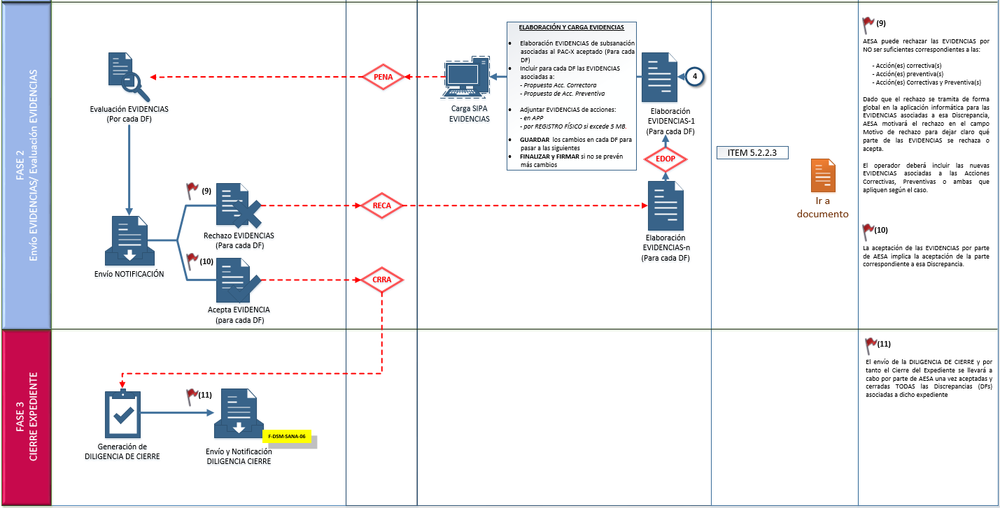 FASE 2
Envío EVIDENCIAS/ Evaluación EVIDENCIAS
Evaluación EVIDENCIAS
(Por cada DF)
PENA
Carga SIPA
EVIDENCIAS
ELABORACIÓN Y CARGA EVIDENCIAS
• Elaboración EVIDENCIAS de subsanación
asociadas al PAC-X aceptado (Para cada
DF)
• Incluir para cada DF las EVIDENCIAS
asociadas a:
- Propuesta Acc. Correctora
- Propuesta de Acc. Preventiva
• Adjuntar EVIDENCIAS de acciones:
- en APP
- por REGISTRO FÍSICO si excede 5 MB.
• GUARDAR los cambios en cada DF para
pasar a las siguientes
• FINALIZAR y FIRMAR si no se prevén
más cambios
4
Elaboración
EVIDENCIAS-1
(Para cada DF)
EDOP
Elaboración
EVIDENCIAS-n
(Para cada DF)
ITEM 5.2.2.3
Ir a
documento
(9)
Rechazo EVIDENCIAS
(Para cada DF)
RECA
Envío NOTIFICACIÓN
(10)
Acepta EVIDENCIA
(para cada DF)
CRRA
(9)
AESA puede rechazar las EVIDENCIAS por
NO ser suficientes correspondientes a las:
- Acción(es) correctiva(s)
- Acción(es) preventiva(s)
- Acción(es) Correctivas y Preventiva(s)
Dado que el rechazo se tramita de forma
global en la aplicación informática para las
EVIDENCIAS asociadas a esa Discrepancia,
AESA motivará el rechazo en el campo
Motivo de rechazo para dejar claro qué
parte de las EVIDENCIAS se rechaza o
acepta.
El operador deberá incluir las nuevas
EVIDENCIAS asociadas a las Acciones
Correctivas, Preventivas o ambas que
apliquen según el caso.
(10)
La aceptación de las EVIDENCIAS por parte
de AESA implica la aceptación de la parte
correspondiente a esa Discrepancia.
FASE 3
CIERRE EXPEDIENTE
Generación de
DILIGENCIA DE CIERRE
(11)
F-DSM-SANA-06
Envío y Notificación
DILIGENCIA CIERRE
(11)
El envío de la DILIGENCIA DE CIERRE y por
tanto el Cierre del Expediente se llevará a
cabo por parte de AESA una vez aceptadas y
cerradas TODAS las Discrepancias (DFs)
asociadas a dicho expediente